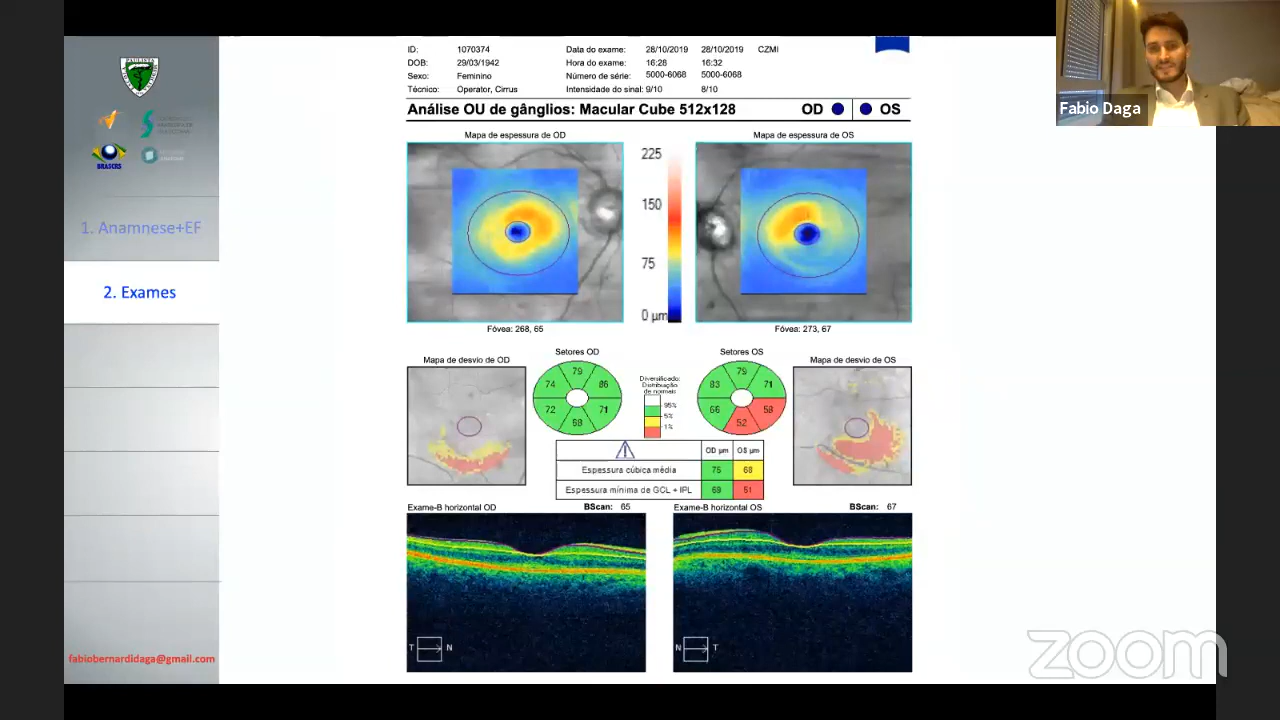 ID: 1070374 Data do exame: 28/10/2019 28/10/2019 CZMI
DOB: 29/03/1942 Hora do exame: 16:28 16:32
Sexo: Feminino Número de série: 5000-6068 5000-6068
Técnico: Operator, Cirrus Intensidade do sinal: 9/10 8/10
Análise OU de gânglios: Macular Cube 512x128 OD OS
Fabio Daga
PAULISTA
BRASCRS
1. Anamnese+EF
2. Exames
Mapa de espessura de OD
Mapa de espessura de OS
225
150
75
0 µm
Fóvea: 268, 65
Fóvea: 273, 67
Mapa de desvio de OD
Setores OD
Setores OS
Mapa de desvio de OS
79
74 86
72 71
68
Diversificado:
Distribuição
de normais
95%
5%
1%
79
83 71
66 58
52
OD µm OS µm
Espessura cúbica média 75 68
Espessura mínima de GCL + IPL 69 51
Exame-B horizontal OD BScan: 65
Exame-B horizontal OS BScan: 67
T N
N T
fabiobernardidaga@gmail.com
zoom